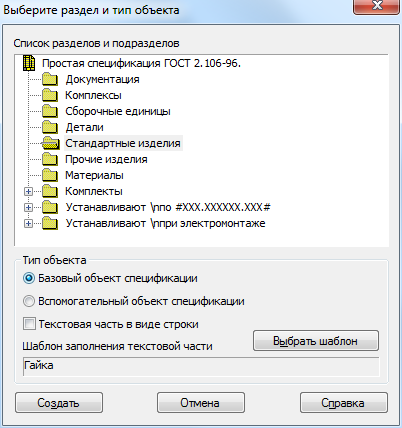 Выберите раздел и тип объекта
Список разделов и подразделов
Простая спецификация ГОСТ 2.106-96.
Документация
Комплексы
Сборочные единицы
Детали
Стандартные изделия
Прочие изделия
Материалы
Комплекты
Устанавливают \nпо #XXX.XXXXXX.XXX#
Устанавливают \nпри электромонтаже
Тип объекта
Базовый объект спецификации
Вспомогательный объект спецификации
Текстовая часть в виде строки
Шаблон заполнения текстовой части
Выбрать шаблон
Гайка
Создать Отмена Справка